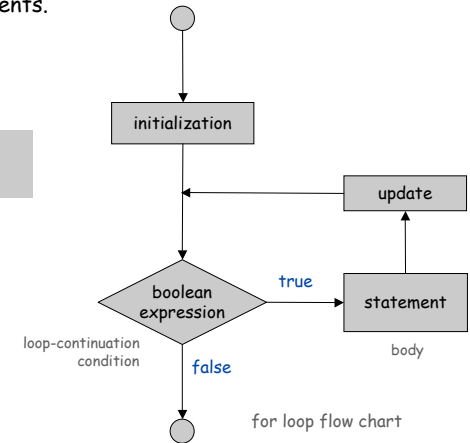 ents.
initialization
update
boolean
expression
true
statement
loop-continuation
condition
false
body
for loop flow chart